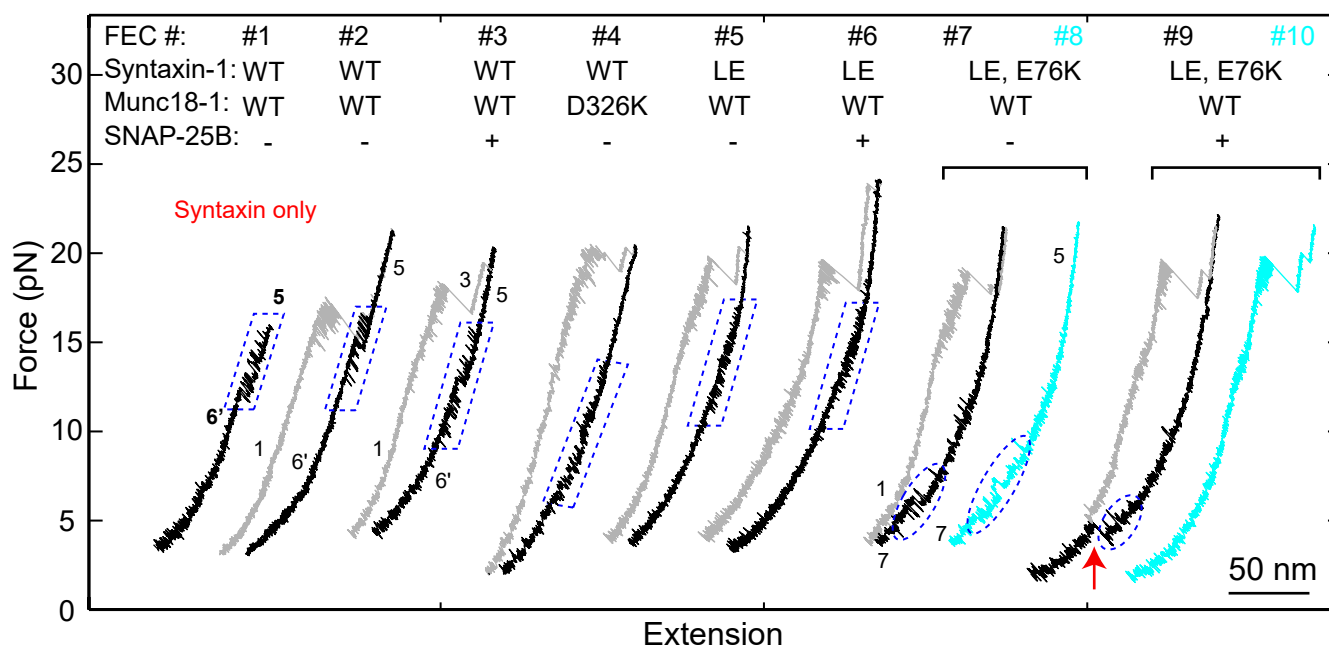 FEC #: #1 #2 #3 #4 #5 #6 #7 #8 #9 #10
Syntaxin-1: WT WT WT WT LE LE LE, E76K LE, E76K
Munc18-1: WT WT WT D326K WT WT WT WT
SNAP-25B: - - + - - + - +
Syntaxin only
30
25
20
15
10
5
0
Force (pN)
5
6'
1
6'
5
1
6'
3
5
1
7
7
5
50 nm
Extension